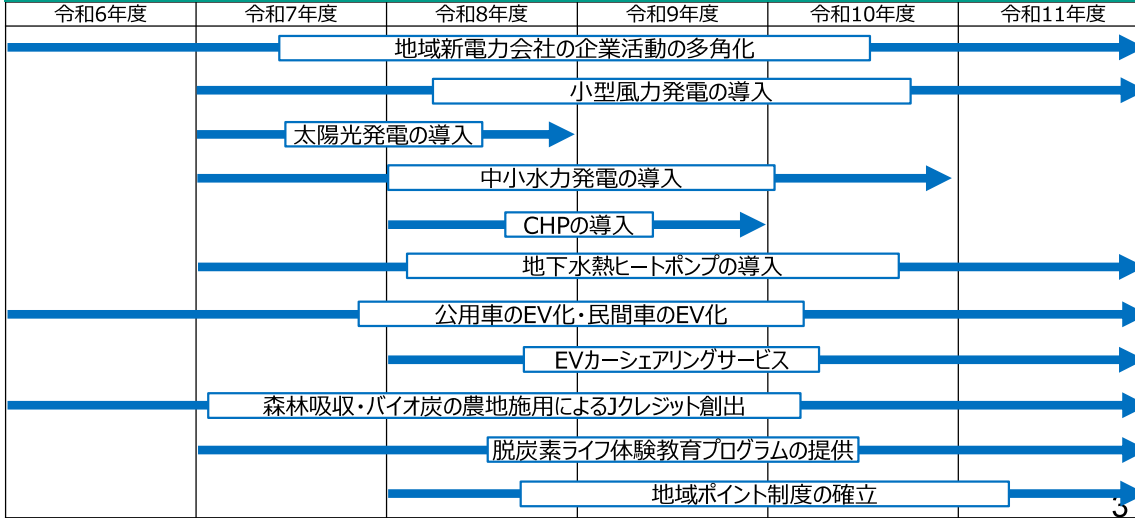 令和6年度 令和7年度 令和8年度 令和9年度 令和10年度 令和11年度
地域新電力会社の企業活動の多角化
小型風力発電の導入
太陽光発電の導入
中小水力発電の導入
CHPの導入
地下水熱ヒートポンプの導入
公用車のEV化・民間車のEV化
EVカーシェアリングサービス
森林吸収・バイオ炭の農地施用によるJクレジット創出
脱炭素ライフ体験教育プログラムの提供
地域ポイント制度の確立
3